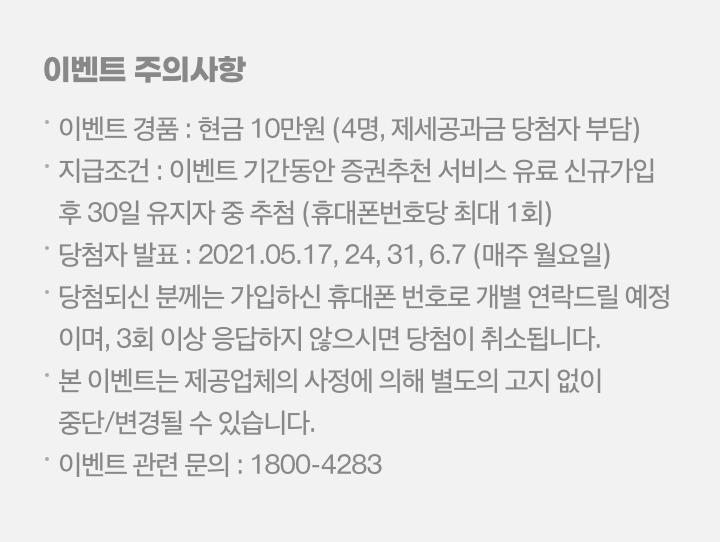 이벤트 주의사항
• 이벤트 경품 : 현금 10만원 (4명, 제세공과금 당첨자 부담)
• 지급조건 : 이벤트 기간동안 증권추천 서비스 유료 신규가입
후 30일 유지자 중 추첨 (휴대폰번호당 최대 1회)
• 당첨자 발표 : 2021.05.17, 24, 31, 6.7 (매주 월요일)
• 당첨되신 분께는 가입하신 휴대폰 번호로 개별 연락드릴 예정
이며, 3회 이상 응답하지 않으시면 당첨이 취소됩니다.
• 본 이벤트는 제공업체의 사정에 의해 별도의 고지 없이
중단/변경될 수 있습니다.
• 이벤트 관련 문의 : 1800-4283